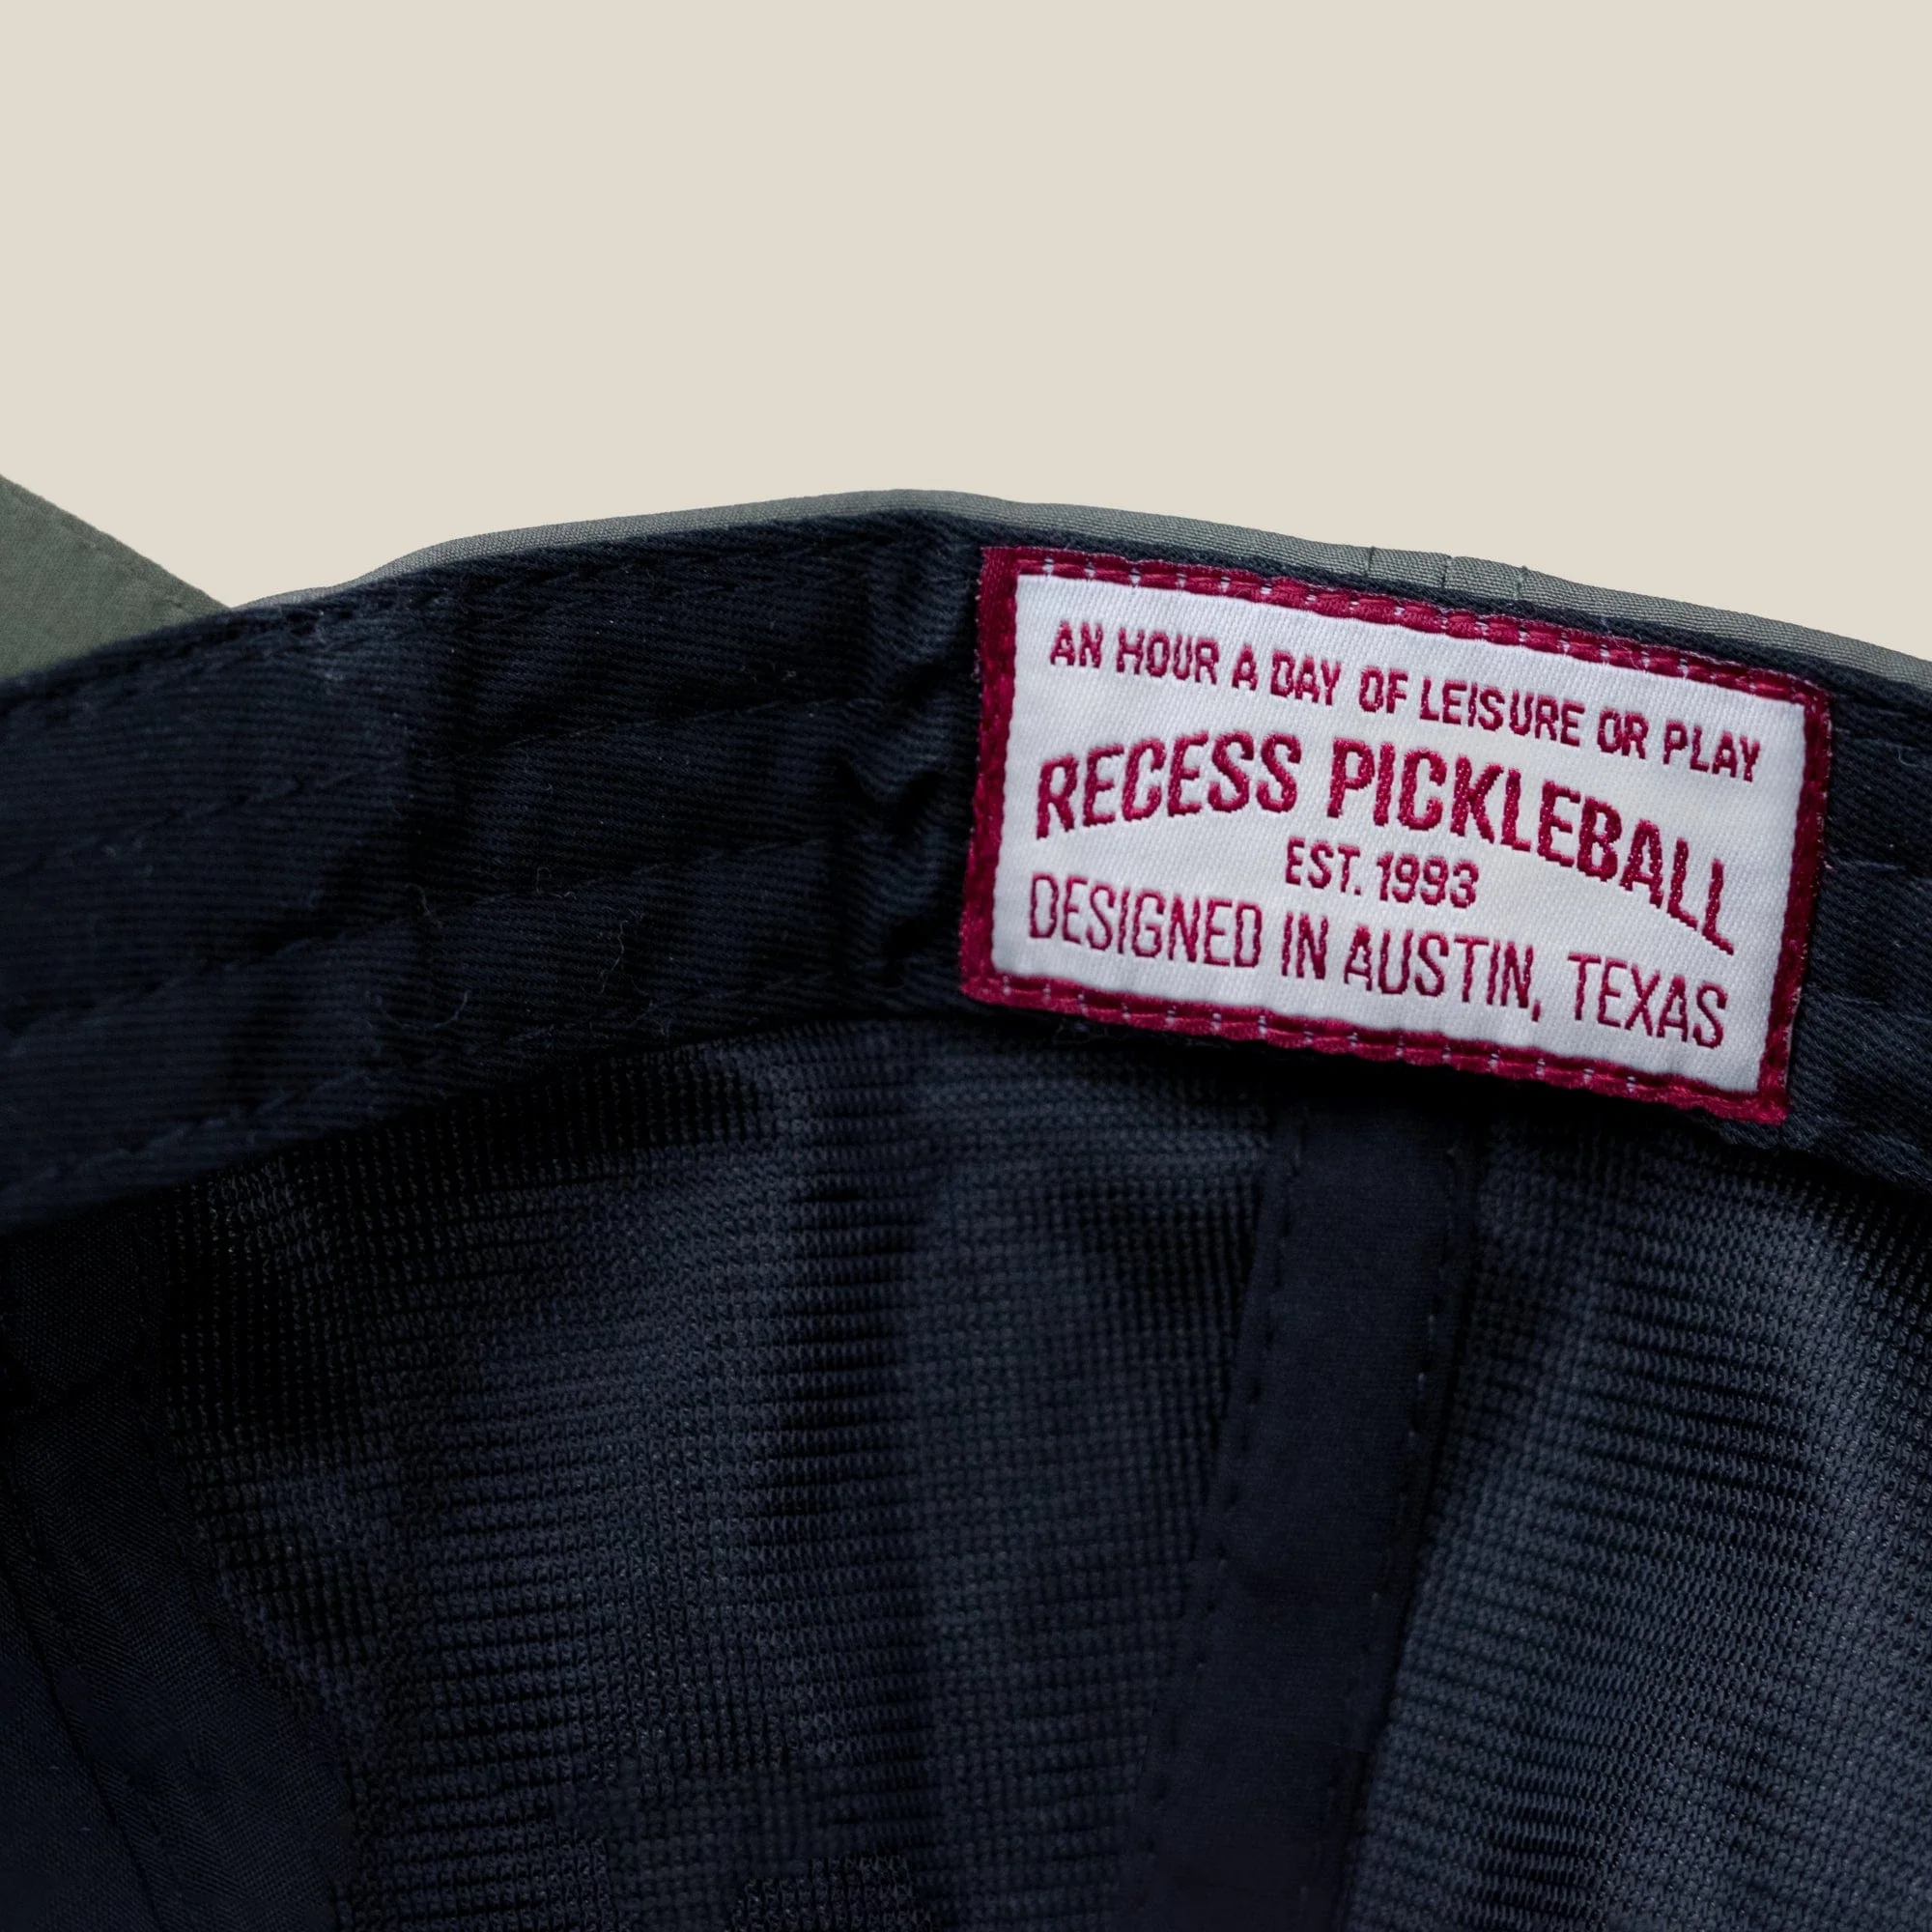 AN HOUR A DAY OF LEISURE OR PLAY
RECESS PICKLEBALL
EST. 1993
DESIGNED IN AUSTIN, TEXAS